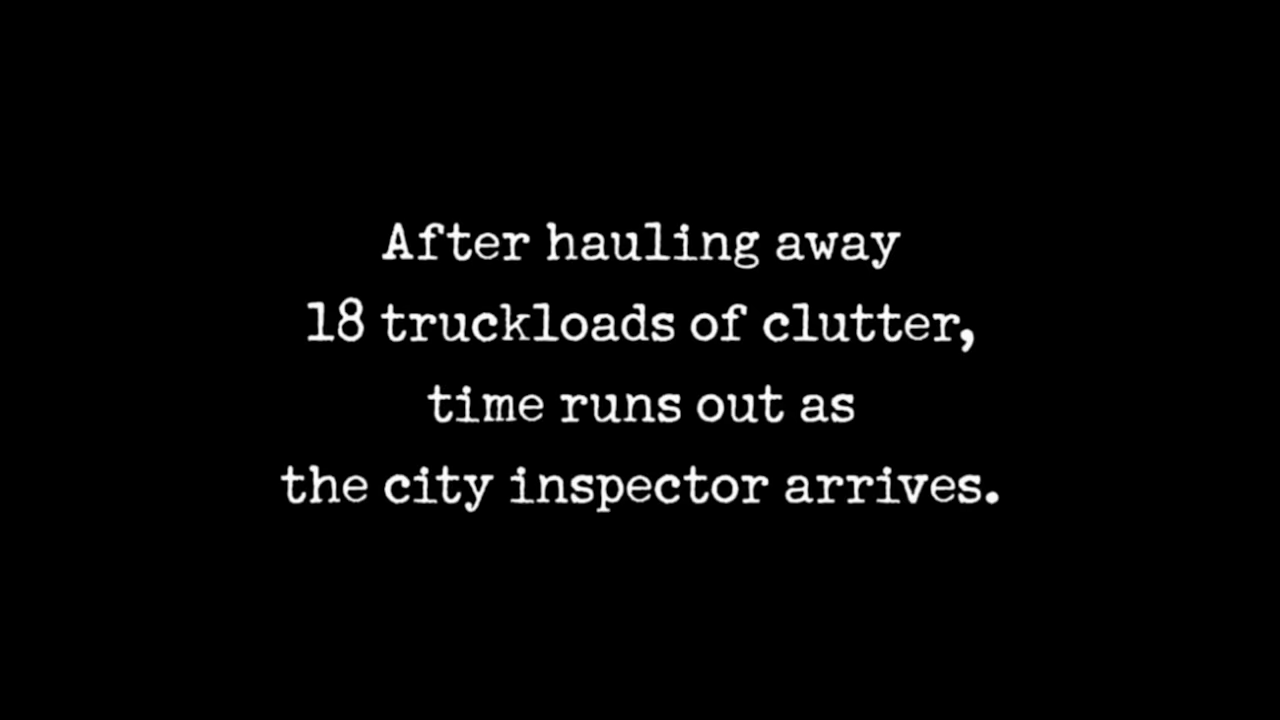 After hauling away
18 truckloads of clutter,
time runs out as
the city inspector arrives.